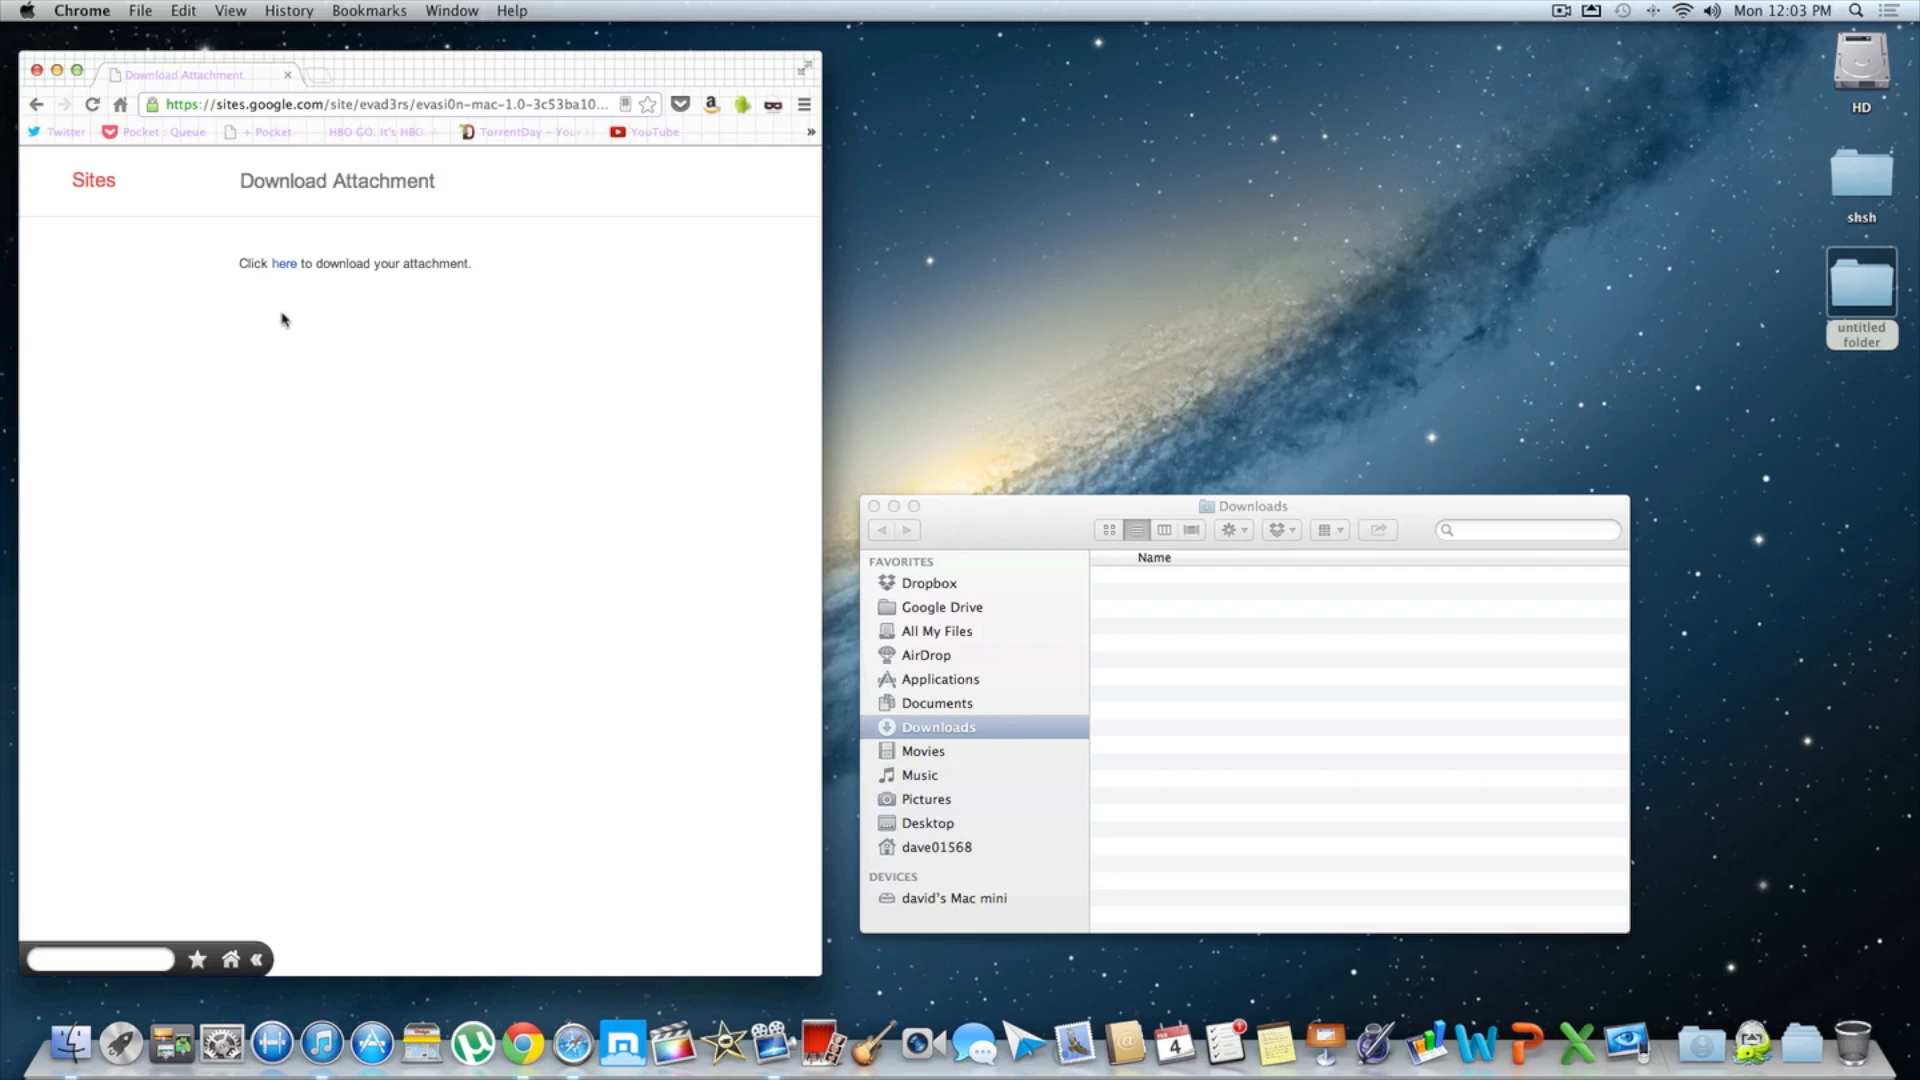 Chrome File Edit View History Bookmarks Window Help
Mon 12:03 PM
Download Attachment
https://sites.google.com/site/evad3rs/evasi0n-mac-1.0-3c53ba10...
Twitter Pocket : Queue + Pocket HBO GO. It's HBO. TorrentDay - You YouTube »
Sites
Download Attachment
Click here to download your attachment.
HD
shsh
untitled
folder
Downloads
FAVORITES
Name
Dropbox
Google Drive
All My Files
AirDrop
Applications
Documents
Downloads
Movies
Music
Pictures
Desktop
dave01568
DEVICES
david's Mac mini
4
1